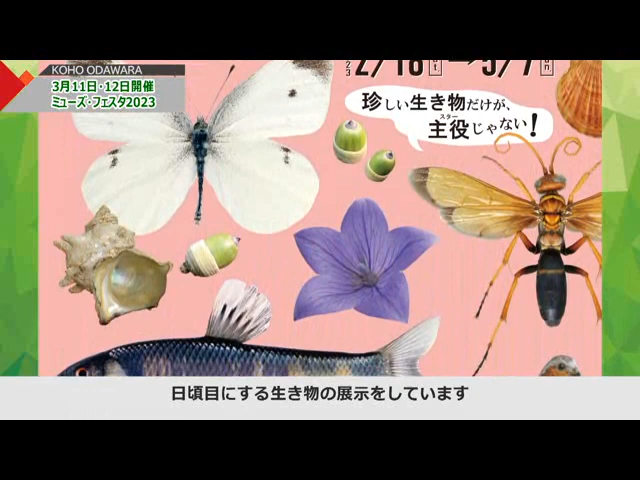 KOHO ODAWARA
3月11日・12日開催
ミューズ・フェスタ2023
珍しい生き物だけが、
スター
主役じゃない!
日頃目にする生き物の展示をしています